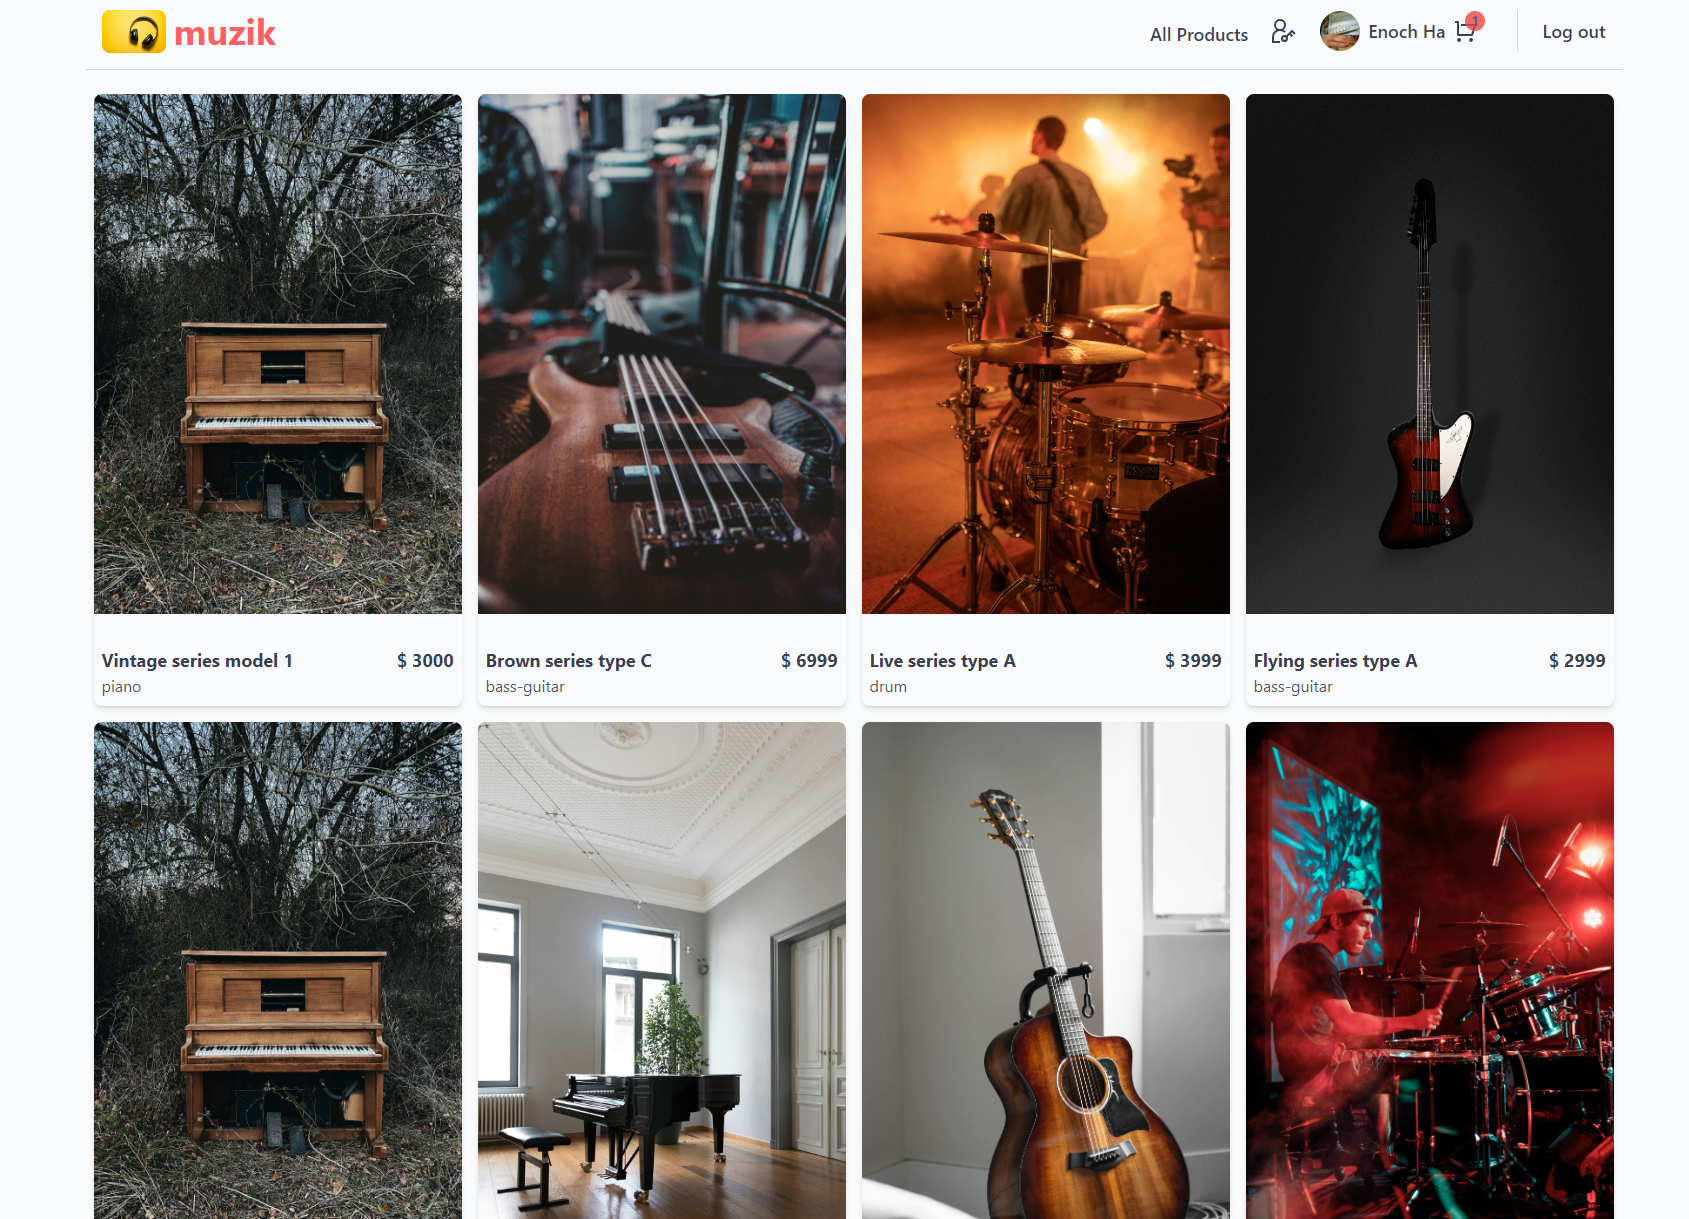 muzik
All Products
Enoch Ha
1
Log out
Vintage series model 1
$ 3000
piano
Brown series type C
$ 6999
bass-guitar
Live series type A
$ 3999
drum
Flying series type A
$ 2999
bass-guitar